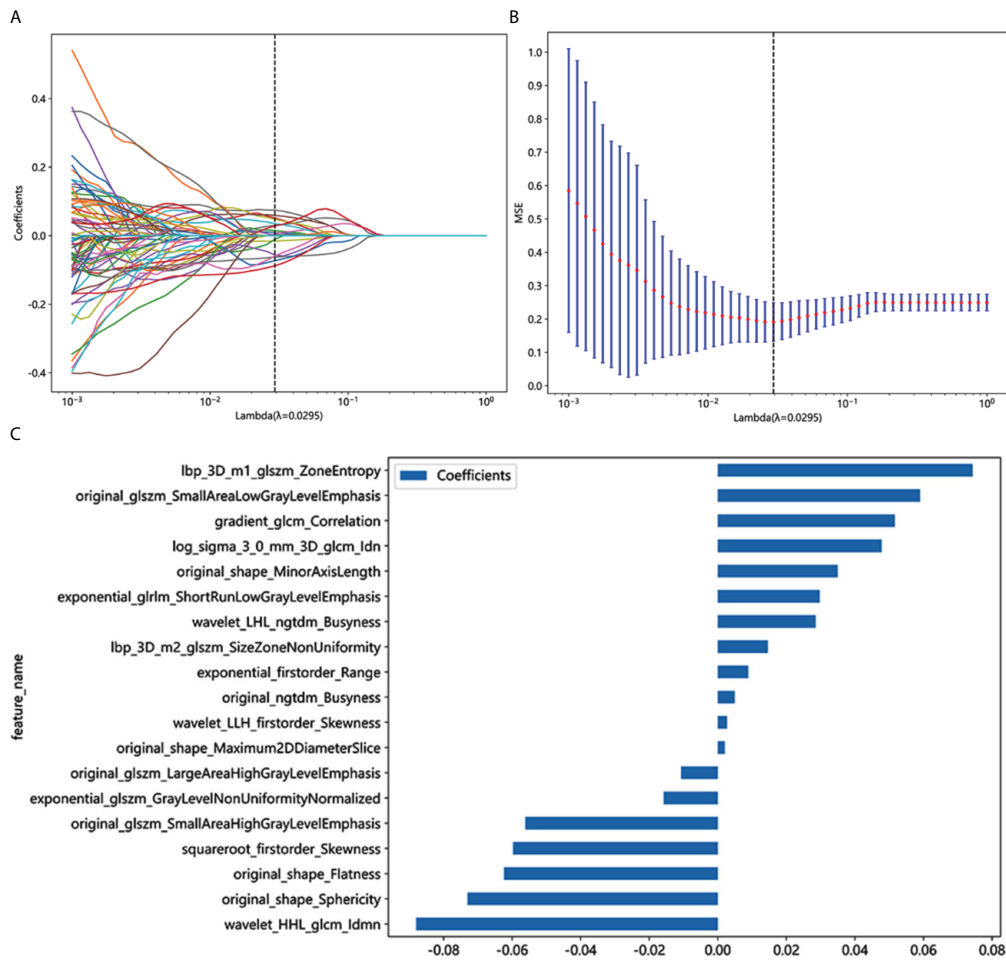 A
Coefficients
0.4
0.2
0.0
-0.2
-0.4
10⁻³
10⁻²
10⁻¹
10⁰
Lambda(λ=0.0295)
B
MSE
1.0
0.9
0.8
0.7
0.6
0.5
0.4
0.3
0.2
0.1
0.0
10⁻³
10⁻²
10⁻¹
10⁰
Lambda(λ=0.0295)
C
Coefficients
feature_name
lbp_3D_m1_glszm_ZoneEntropy
original_glszm_SmallAreaLowGrayLevelEmphasis
gradient_glcm_Correlation
log_sigma_3_0_mm_3D_glcm_Idn
original_shape_MinorAxisLength
exponential_glrlm_ShortRunLowGrayLevelEmphasis
wavelet_LHL_ngtdm_Busyness
lbp_3D_m2_glszm_SizeZoneNonUniformity
exponential_firstorder_Range
original_ngtdm_Busyness
wavelet_LLH_firstorder_Skewness
original_shape_Maximum2DDiameterSlice
original_glszm_LargeAreaHighGrayLevelEmphasis
exponential_glszm_GrayLevelNonUniformityNormalized
original_glszm_SmallAreaHighGrayLevelEmphasis
squareroot_firstorder_Skewness
original_shape_Flatness
original_shape_Sphericity
wavelet_HHL_glcm_Idmn
-0.08
-0.06
-0.04
-0.02
0.00
0.02
0.04
0.06
0.08